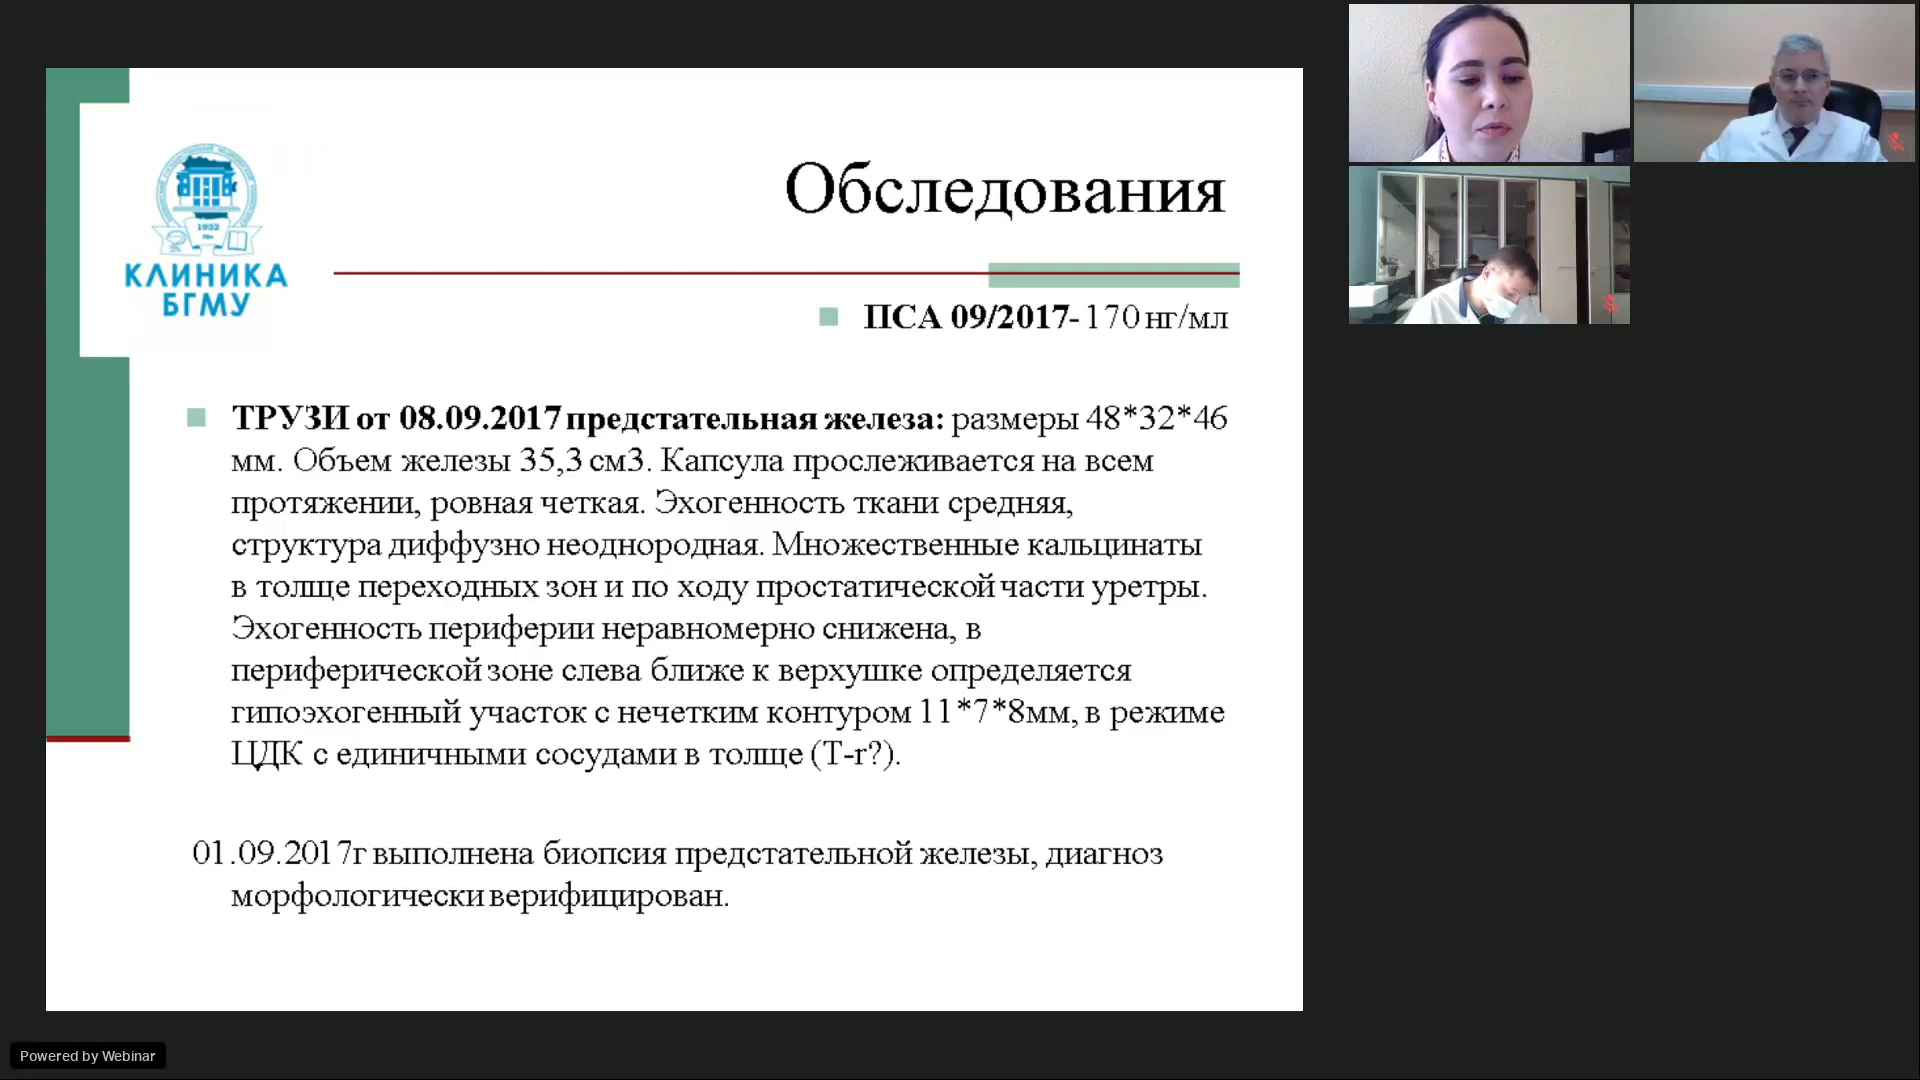 1932
КЛИНИКА
БГМУ
Обследования
ПСА 09/2017- 170 нг/мл
ТРУЗИ от 08.09.2017 предстательная железа: размеры 48*32*46
мм. Объем железы 35,3 см3. Капсула прослеживается на всем
протяжении, ровная четкая. Эхогенность ткани средняя,
структура диффузно неоднородная. Множественные кальцинаты
в толще переходных зон и по ходу простатической части уретры.
Эхогенность периферии неравномерно снижена, в
периферической зоне слева ближе к верхушке определяется
гипоэхогенный участок с нечетким контуром 11*7*8мм, в режиме
ЦДК с единичными сосудами в толще (T-r?).
01.09.2017г выполнена биопсия предстательной железы, диагноз
морфологически верифицирован.
Powered by Webinar